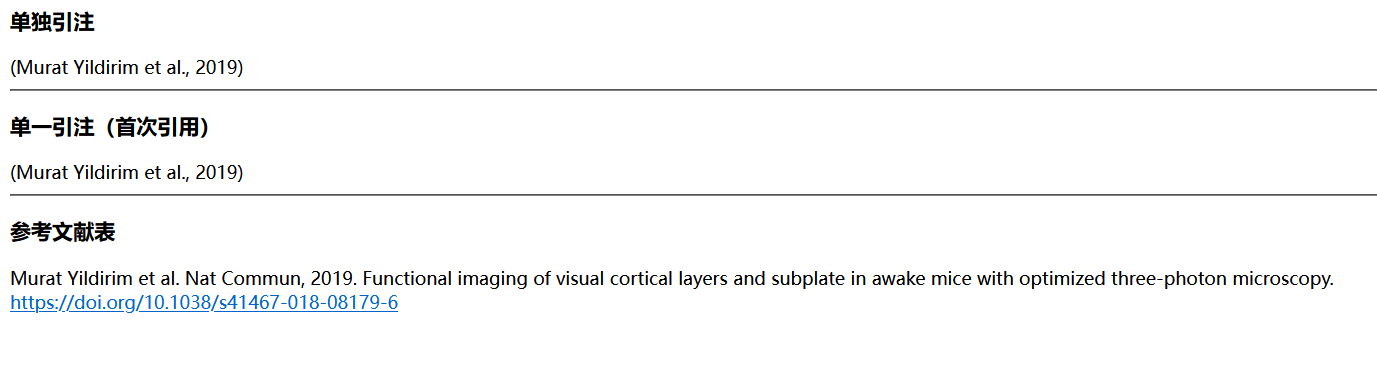 单独引注
(Murat Yildirim et al., 2019)
单一引注（首次引用）
(Murat Yildirim et al., 2019)
参考文献表
Murat Yildirim et al. Nat Commun, 2019. Functional imaging of visual cortical layers and subplate in awake mice with optimized three-photon microscopy.
https://doi.org/10.1038/s41467-018-08179-6